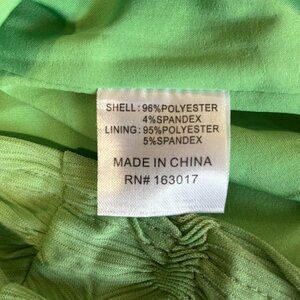 SHELL: 96%POLYESTER
4%SPANDEX
LINING: 95%POLYESTER
5%SPANDEX
MADE IN CHINA
RN# 163017